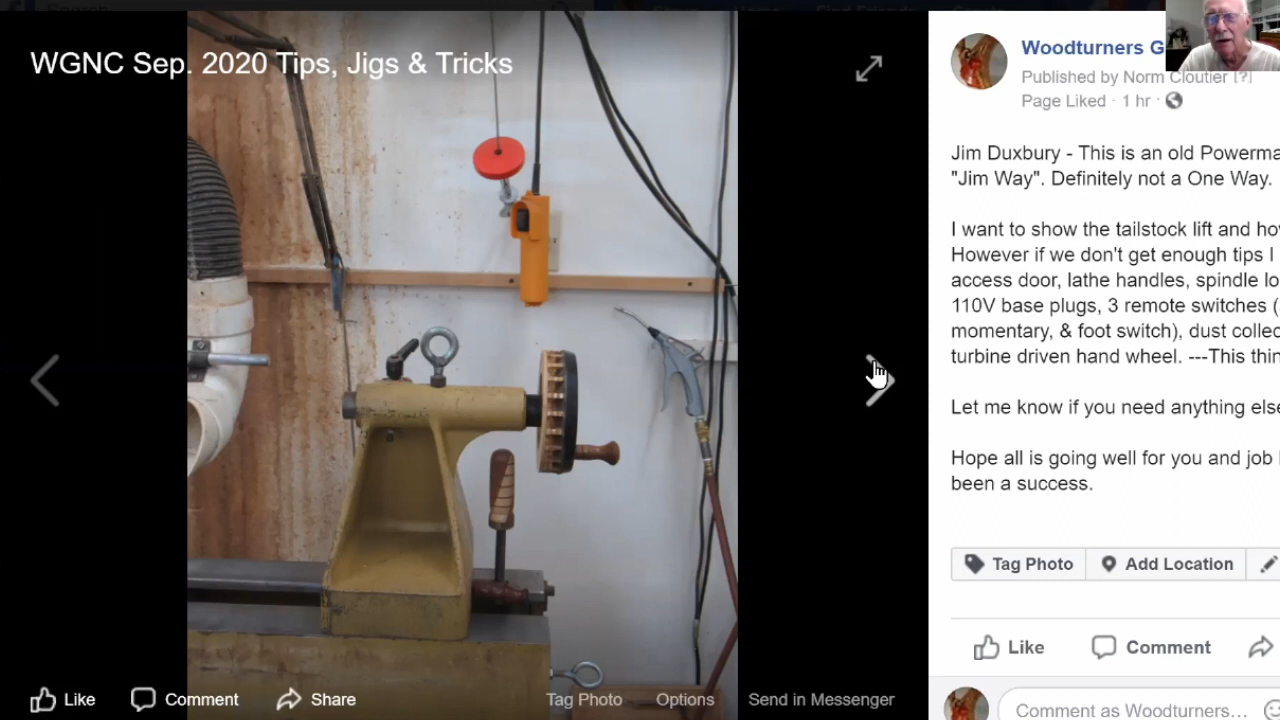 WGNC Sep. 2020 Tips, Jigs & Tricks
Like
Comment
Share
Tag Photo
Options
Send in Messenger
Woodturners G
Published by Norm Cloutier [?]
Page Liked · 1 hr ·
Jim Duxbury - This is an old Powerma
"Jim Way". Definitely not a One Way.
I want to show the tailstock lift and ho
However if we don't get enough tips I
access door, lathe handles, spindle lo
110V base plugs, 3 remote switches (
momentary, & foot switch), dust collec
turbine driven hand wheel. ---This thin
Let me know if you need anything else
Hope all is going well for you and job
been a success.
Tag Photo
Add Location
Like
Comment
Comment as Woodturners...